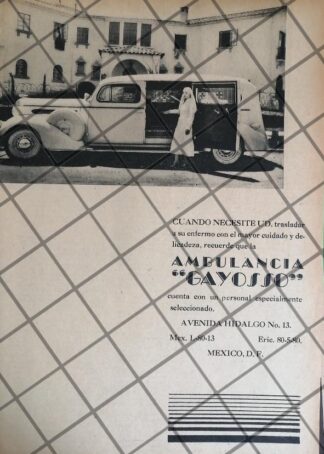 CUANDO NECESITE UD. trasladar
a su enfermo con el mayor cuidado y de-
licadeza, recuerde que la
AMBULANCIA
"GAYOSSO"
cuenta con un personal especialmente
seleccionado.
AVENIDA HIDALGO No. 13.
Mex. L-80-13 Eric. 80-5-80.
MEXICO, D. F.